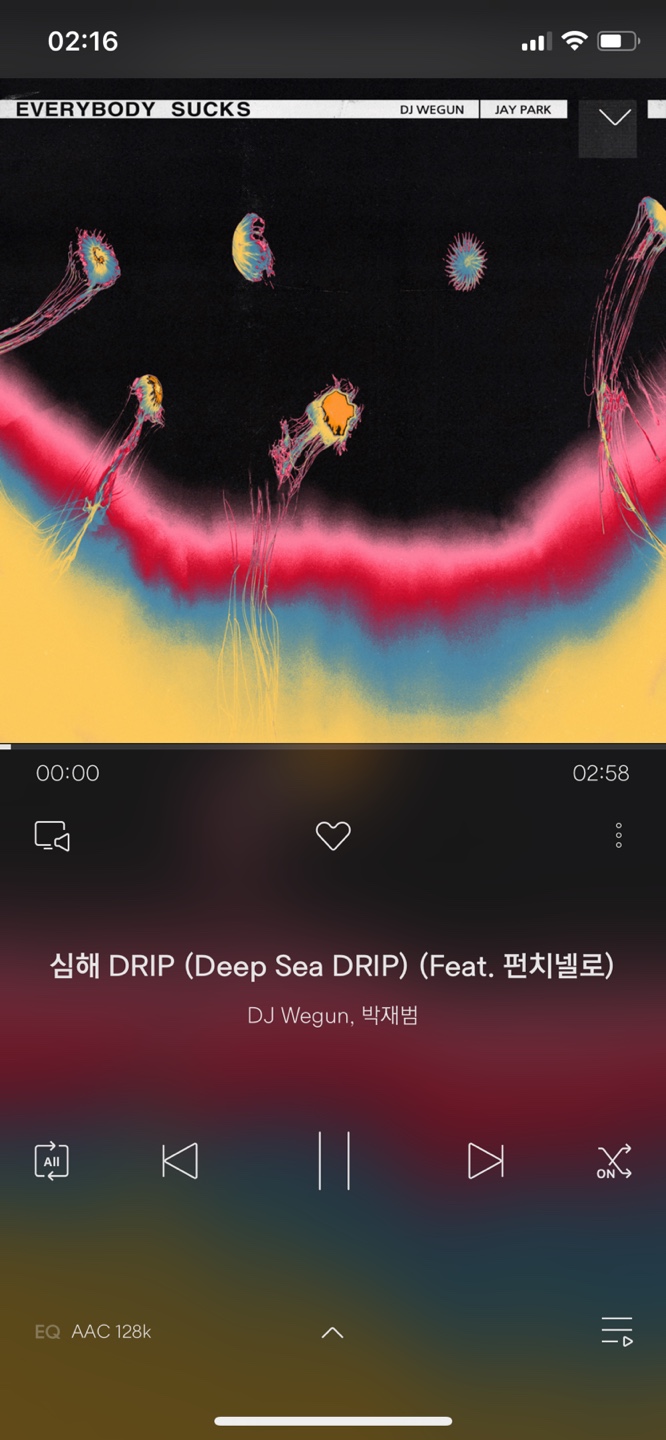 02:16
EVERYBODY SUCKS
DJ WEGUN
JAY PARK
00:00
02:58
심해 DRIP (Deep Sea DRIP) (Feat. 펀치넬로)
DJ Wegun, 박재범
All
ON
EQ AAC 128k